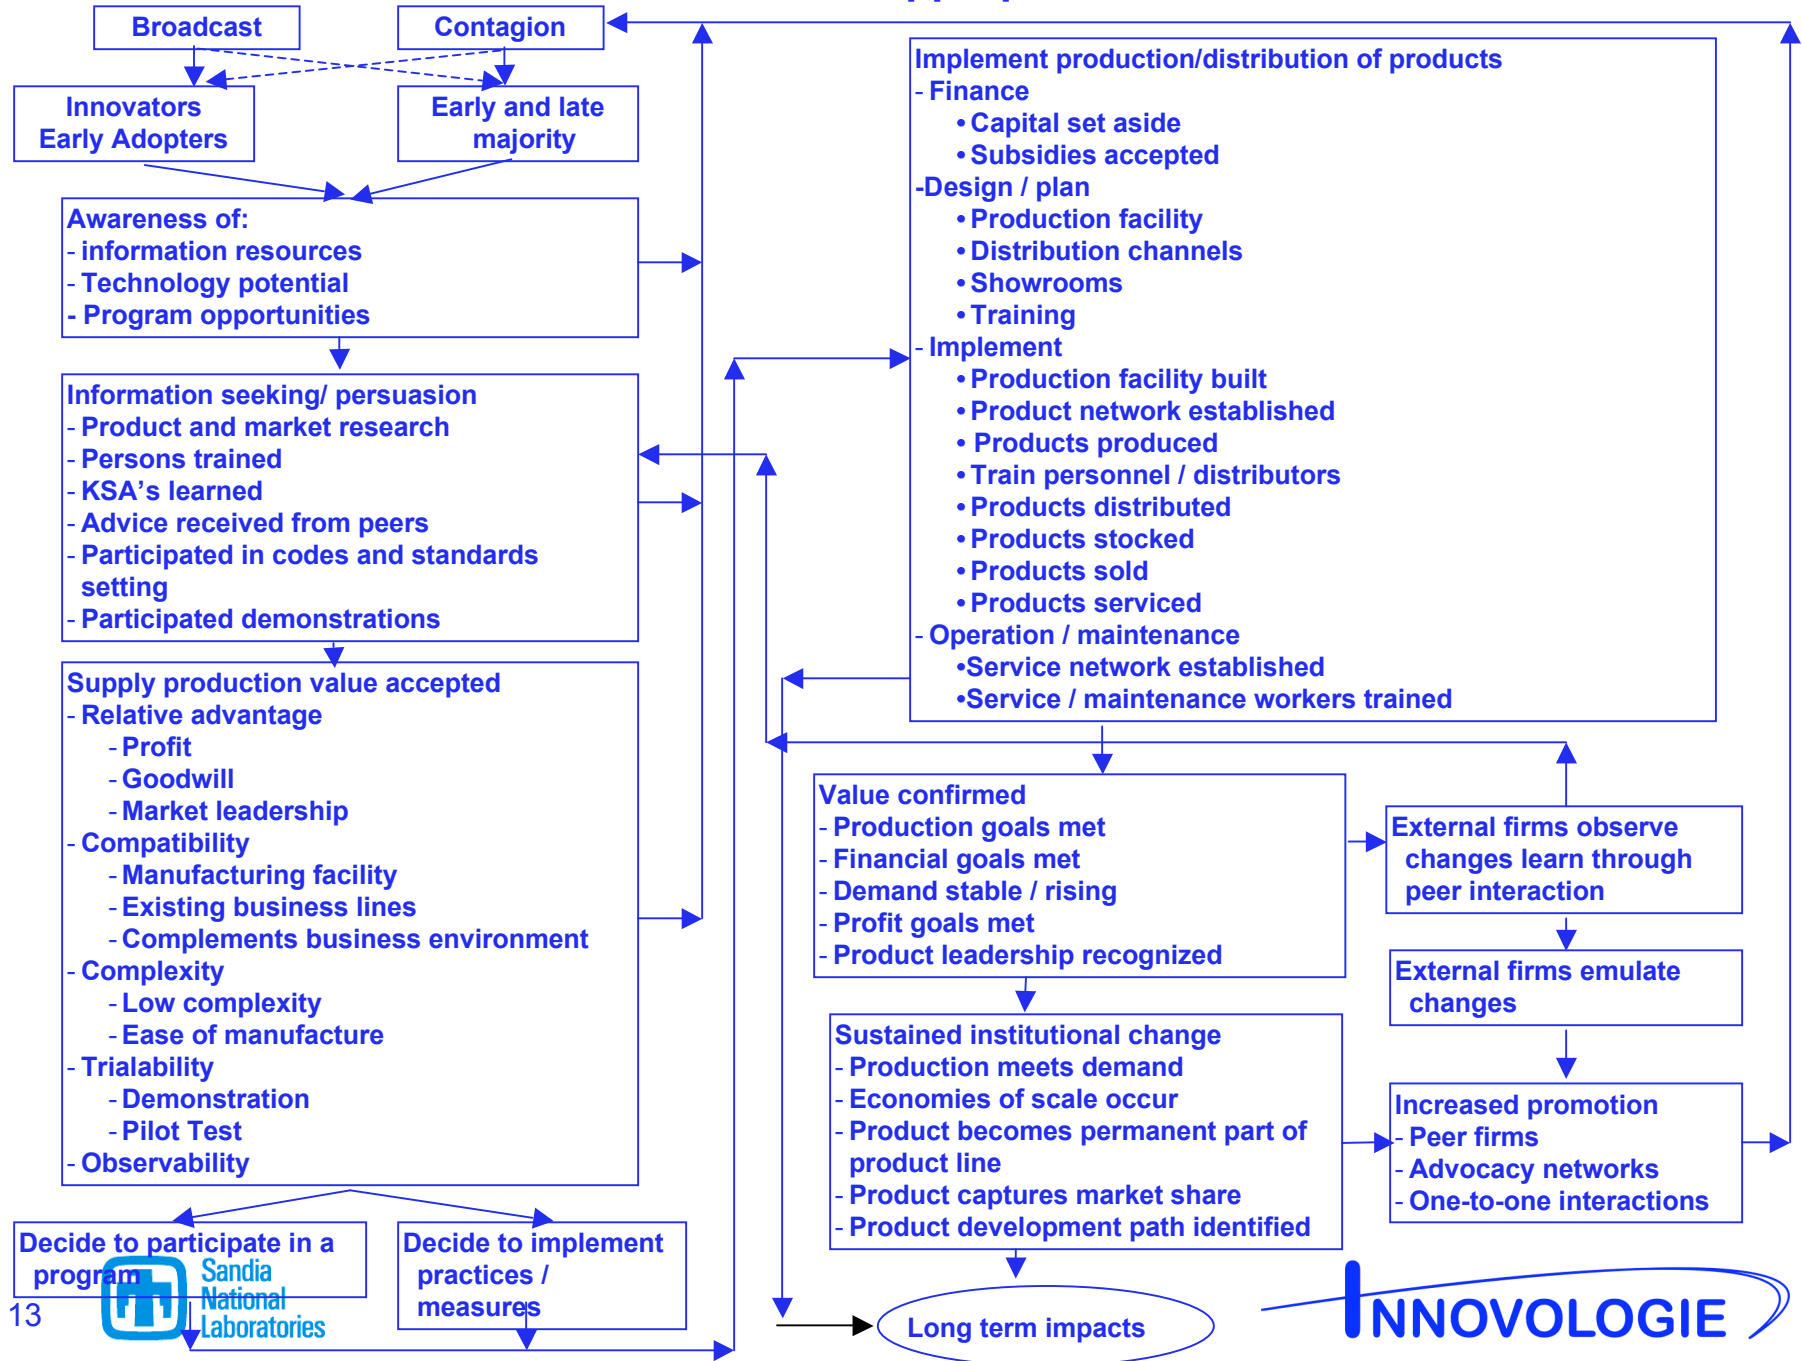 Broadcast
Contagion
Innovators
Early Adopters
Early and late
majority
Awareness of:
- information resources
- Technology potential
- Program opportunities
Information seeking/ persuasion
- Product and market research
- Persons trained
- KSA’s learned
- Advice received from peers
- Participated in codes and standards
setting
- Participated demonstrations
Supply production value accepted
- Relative advantage
- Profit
- Goodwill
- Market leadership
- Compatibility
- Manufacturing facility
- Existing business lines
- Complements business environment
- Complexity
- Low complexity
- Ease of manufacture
- Trialability
- Demonstration
- Pilot Test
- Observability
Decide to participate in a
program
Decide to implement
practices /
measures
Implement production/distribution of products
- Finance
• Capital set aside
• Subsidies accepted
-Design / plan
• Production facility
• Distribution channels
• Showrooms
• Training
- Implement
• Production facility built
• Product network established
• Products produced
• Train personnel / distributors
• Products distributed
• Products stocked
• Products sold
• Products serviced
- Operation / maintenance
•Service network established
•Service / maintenance workers trained
Value confirmed
- Production goals met
- Financial goals met
- Demand stable / rising
- Profit goals met
- Product leadership recognized
External firms observe
changes learn through
peer interaction
External firms emulate
changes
Sustained institutional change
- Production meets demand
- Economies of scale occur
- Product becomes permanent part of
product line
- Product captures market share
- Product development path identified
Increased promotion
- Peer firms
- Advocacy networks
- One-to-one interactions
Long term impacts
13
Sandia
National
Laboratories
INNOVOLOGIE